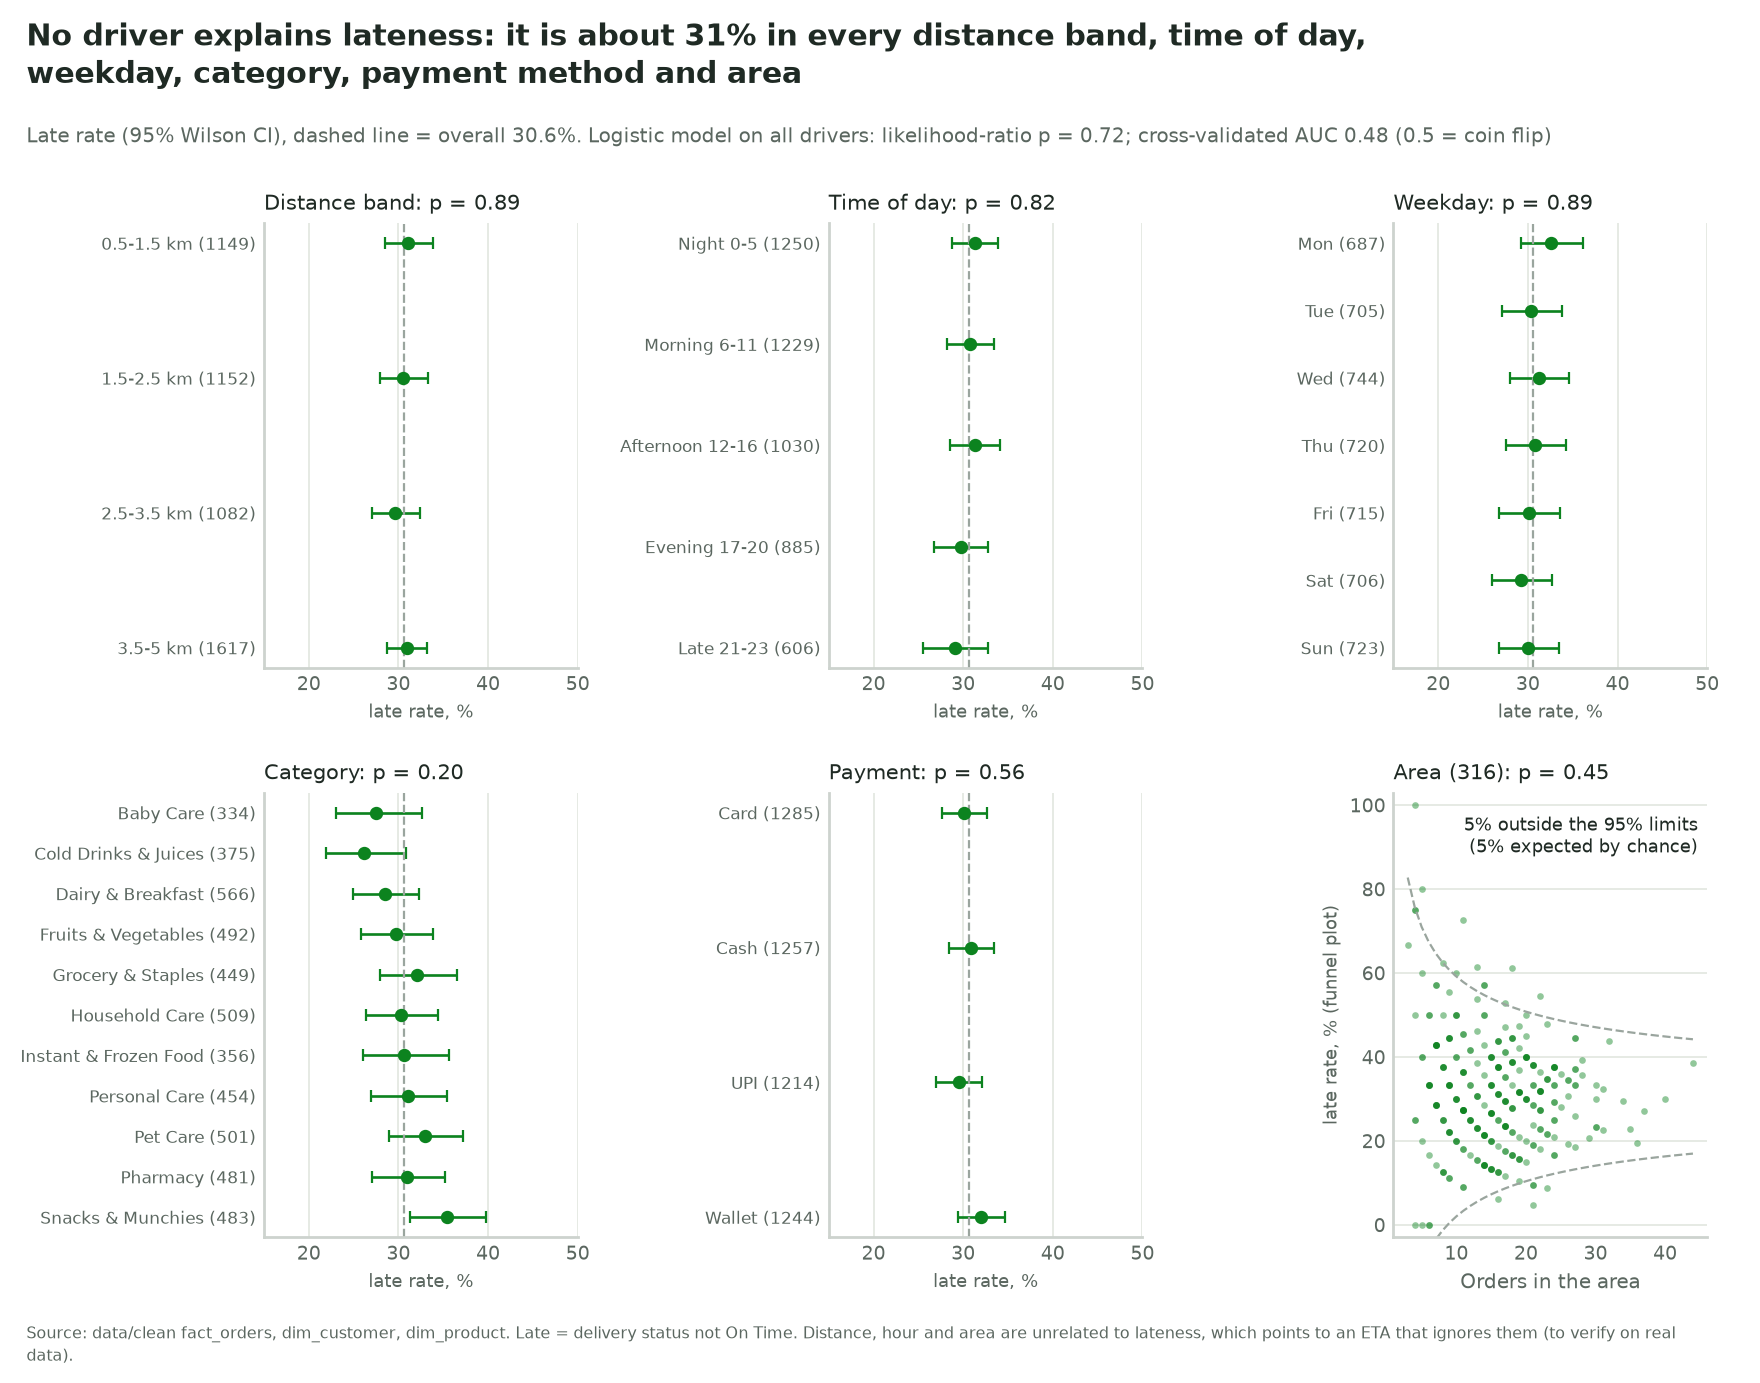 No driver explains lateness: it is about 31% in every distance band, time of day,
weekday, category, payment method and area
Late rate (95% Wilson CI), dashed line = overall 30.6%. Logistic model on all drivers: likelihood-ratio p = 0.72; cross-validated AUC 0.48 (0.5 = coin flip)
Distance band: p = 0.89
0.5-1.5 km (1149)
1.5-2.5 km (1152)
2.5-3.5 km (1082)
3.5-5 km (1617)
20 30 40 50
late rate, %
Time of day: p = 0.82
Night 0-5 (1250)
Morning 6-11 (1229)
Afternoon 12-16 (1030)
Evening 17-20 (885)
Late 21-23 (606)
20 30 40 50
late rate, %
Weekday: p = 0.89
Mon (687)
Tue (705)
Wed (744)
Thu (720)
Fri (715)
Sat (706)
Sun (723)
20 30 40 50
late rate, %
Category: p = 0.20
Baby Care (334)
Cold Drinks & Juices (375)
Dairy & Breakfast (566)
Fruits & Vegetables (492)
Grocery & Staples (449)
Household Care (509)
Instant & Frozen Food (356)
Personal Care (454)
Pet Care (501)
Pharmacy (481)
Snacks & Munchies (483)
20 30 40 50
late rate, %
Payment: p = 0.56
Card (1285)
Cash (1257)
UPI (1214)
Wallet (1244)
20 30 40 50
late rate, %
Area (316): p = 0.45
5% outside the 95% limits
(5% expected by chance)
late rate, % (funnel plot)
100
80
60
40
20
0
10 20 30 40
Orders in the area
Source: data/clean fact_orders, dim_customer, dim_product. Late = delivery status not On Time. Distance, hour and area are unrelated to lateness, which points to an ETA that ignores them (to verify on real
data).